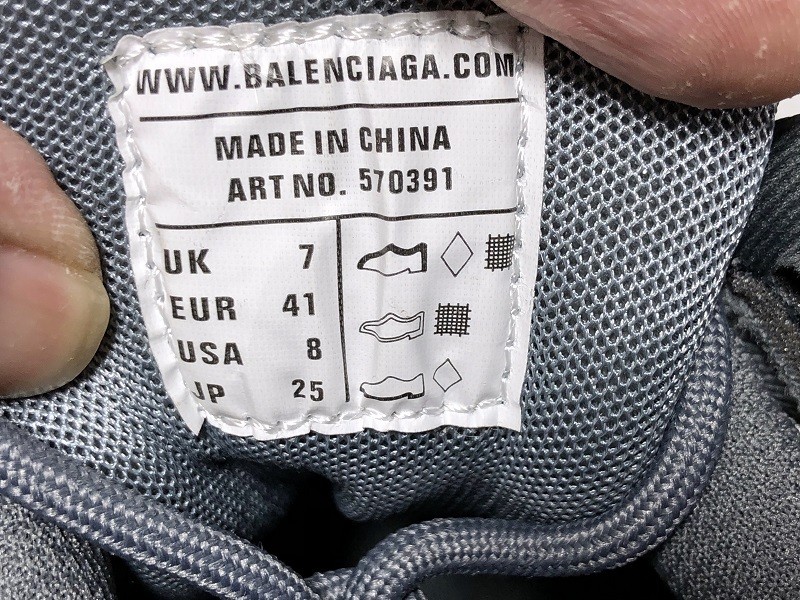 WWW.BALENCIAGA.COM
MADE IN CHINA
ART NO. 570391
UK 7
EUR 41
USA 8
JP 25